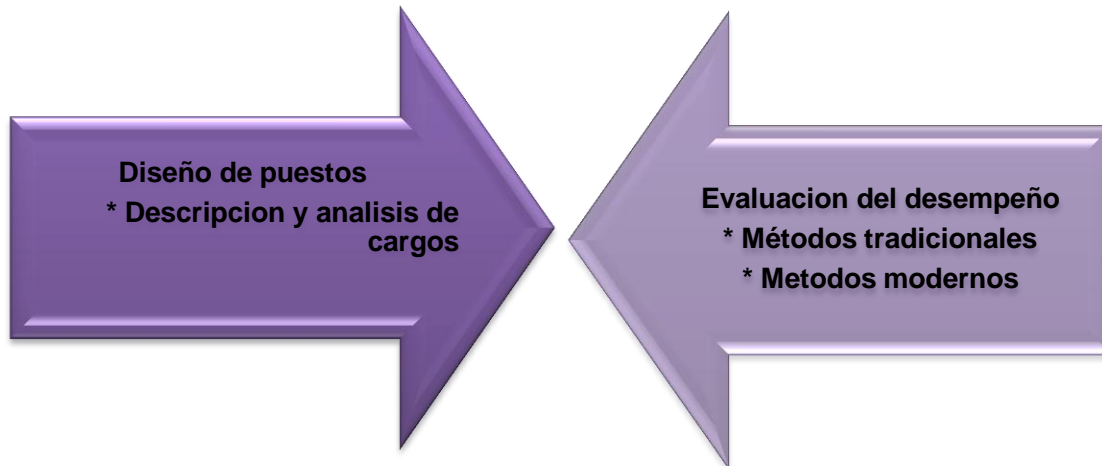 Diseño de puestos
* Descripcion y analisis de
cargos
Evaluacion del desempeño
* Métodos tradicionales
* Metodos modernos